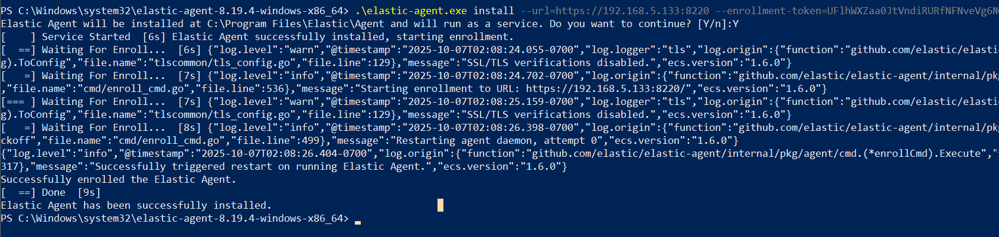 PS C:\Windows\system32\elastic-agent-8.19.4-windows-x86_64> .\elastic-agent.exe install --url=https://192.168.5.133:8220
Elastic Agent will be installed at C:\Program Files\Elastic\Agent and will run as a service. Do you want to continue? [Y/n]:Y
[    ] Service Started  [6s] Elastic Agent successfully installed, starting enrollment.
[  ==] Waiting For Enroll...  [6s] {"log.level":"warn","@timestamp":"2025-10-07T02:08:24.055-0700","log.logger":"tls","log.origin":{"function":"github.com/elastic/elasti
g).ToConfig","file.name":"tlscommon/tls_config.go","file.line":129},"message":"SSL/TLS verifications disabled.","ecs.version":"1.6.0"}
[   =] Waiting For Enroll...  [7s] {"log.level":"info","@timestamp":"2025-10-07T02:08:24.702-0700","log.origin":{"function":"github.com/elastic/elastic-agent/internal/pkg
,"file.name":"cmd/enroll_cmd.go","file.line":536},"message":"Starting enrollment to URL: https://192.168.5.133:8220/","ecs.version":"1.6.0"}
[=== ] Waiting For Enroll...  [7s] {"log.level":"warn","@timestamp":"2025-10-07T02:08:25.159-0700","log.logger":"tls","log.origin":{"function":"github.com/elastic/elasti
g).ToConfig","file.name":"tlscommon/tls_config.go","file.line":129},"message":"SSL/TLS verifications disabled.","ecs.version":"1.6.0"}
[   =] Waiting For Enroll...  [8s] {"log.level":"info","@timestamp":"2025-10-07T02:08:26.398-0700","log.origin":{"function":"github.com/elastic/elastic-agent/internal/pkg
ckoff","file.name":"cmd/enroll_cmd.go","file.line":499},"message":"Restarting agent daemon, attempt 0","ecs.version":"1.6.0"}
{"log.level":"info","@timestamp":"2025-10-07T02:08:26.404-0700","log.origin":{"function":"github.com/elastic/elastic-agent/internal/pkg/agent/cmd.(*enrollCmd).Execute","
317},"message":"Successfully triggered restart on running Elastic Agent.","ecs.version":"1.6.0"}
Successfully enrolled the Elastic Agent.
[  ==] Done  [9s]
Elastic Agent has been successfully installed.
PS C:\Windows\system32\elastic-agent-8.19.4-windows-x86_64>